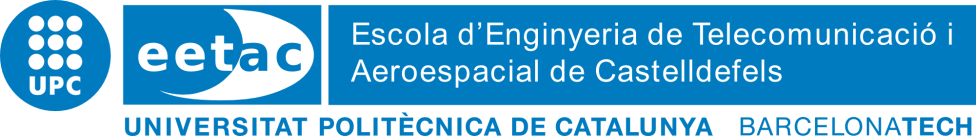 UPC
eetac
Escola d’Enginyeria de Telecomunicació i
Aeroespacial de Castelldefels
UNIVERSITAT POLITÈCNICA DE CATALUNYA BARCELONATECH